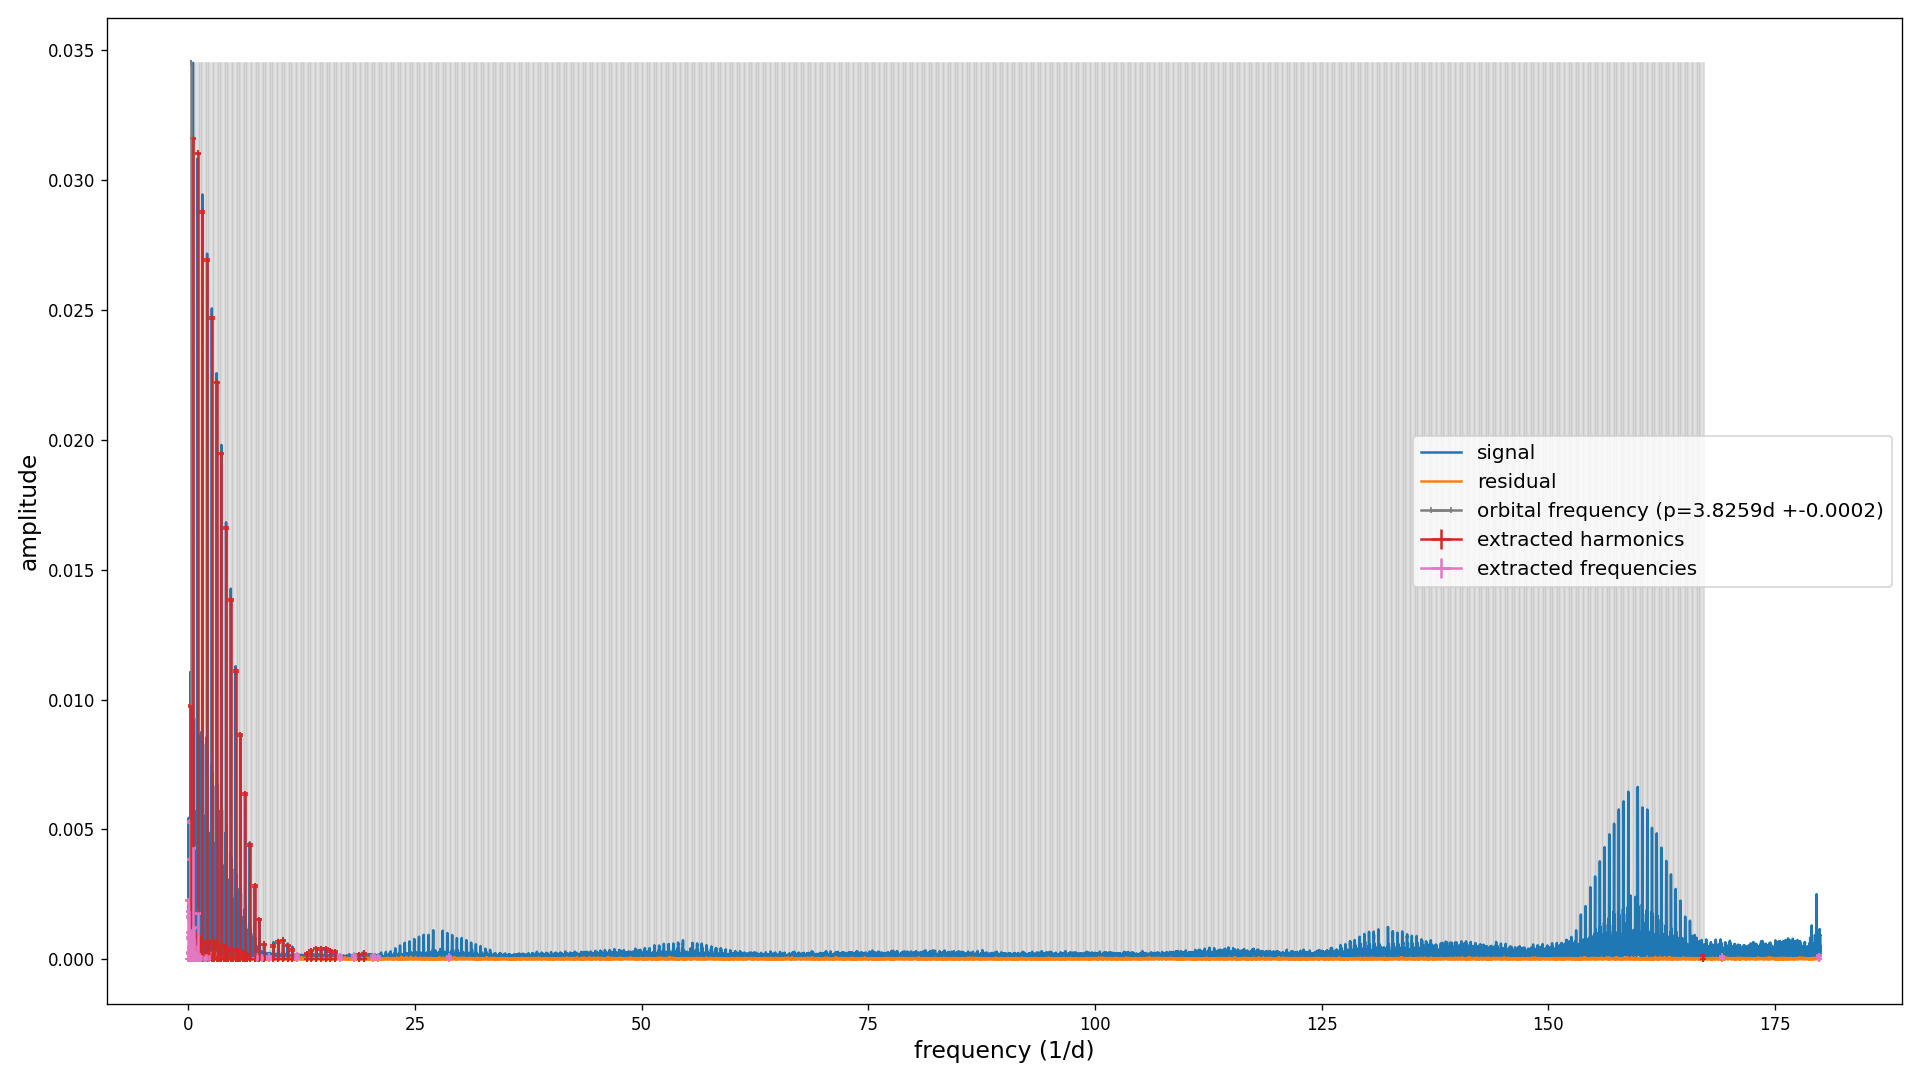 0.035
0.030
0.025
0.020
0.015
0.010
0.005
0.000
amplitude
signal
residual
orbital frequency (p=3.8259d +-0.0002)
extracted harmonics
extracted frequencies
0 25 50 75 100 125 150 175
frequency (1/d)